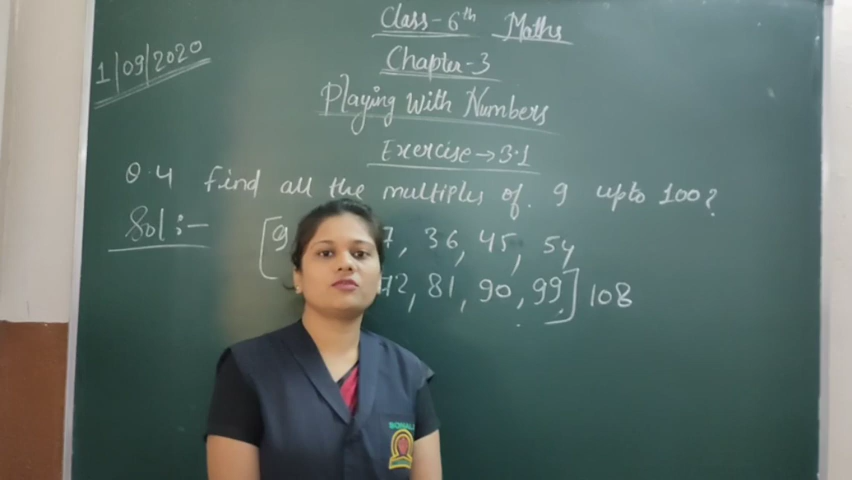 Class-6th Maths
1/09/2020
Chapter-3
Playing With Numbers
Exercise → 3.1
Q.4 find all the multiples of 9 upto 100?
Sol :- [9 7, 36, 45, 54
72, 81, 90, 99] 108